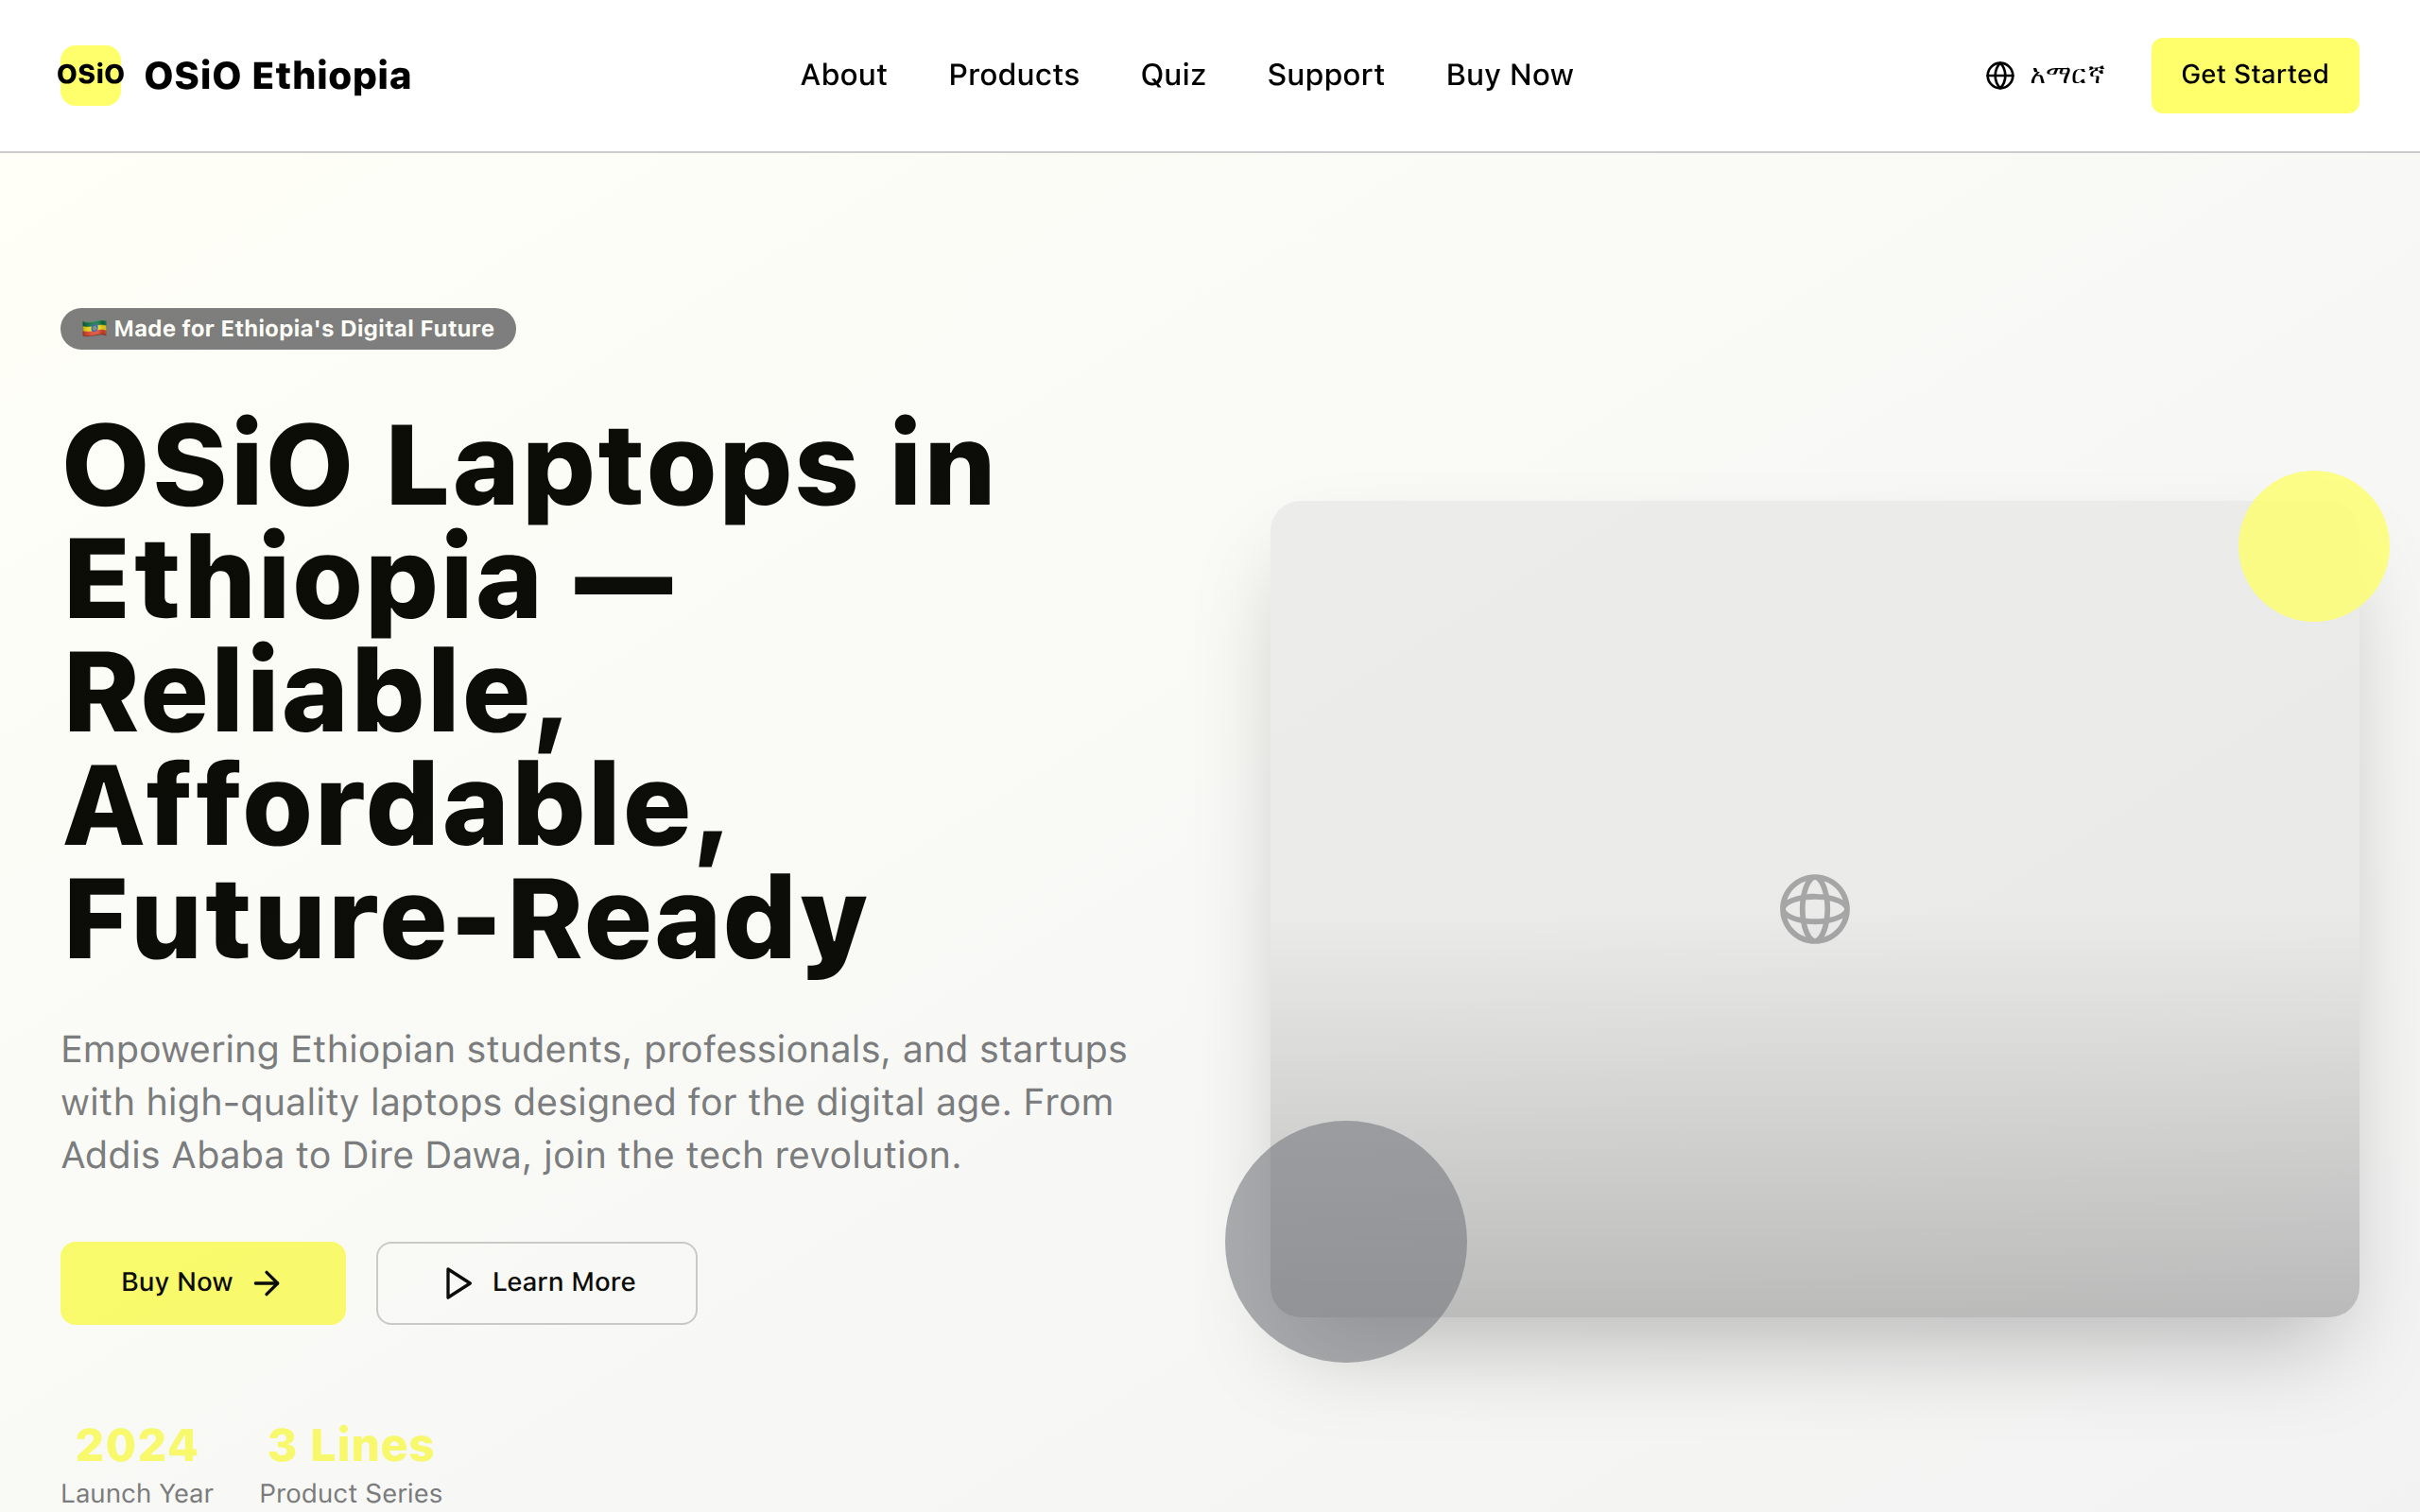 OSiO
OSiO Ethiopia
About
Products
Quiz
Support
Buy Now
አማርኛ
Get Started
Made for Ethiopia's Digital Future
OSiO Laptops in
Ethiopia —
Reliable,
Affordable,
Future-Ready
Empowering Ethiopian students, professionals, and startups
with high-quality laptops designed for the digital age. From
Addis Ababa to Dire Dawa, join the tech revolution.
Buy Now
Learn More
2024
Launch Year
3 Lines
Product Series